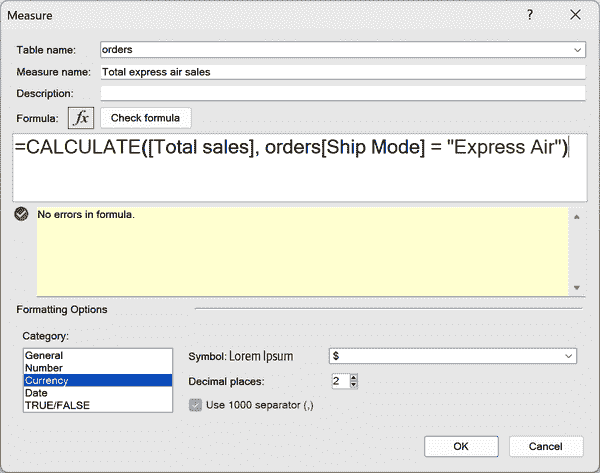 Measure ?
Table name: orders
Measure name: Total express air sales
Description:
Formula: fx Check formula
=CALCULATE([Total sales], orders[Ship Mode] = "Express Air")
No errors in formula.
Formatting Options
Category:
General
Number
Currency
Date
TRUE/FALSE
Symbol: Lorem Ipsum $
Decimal places: 2
Use 1000 separator (,)
OK Cancel